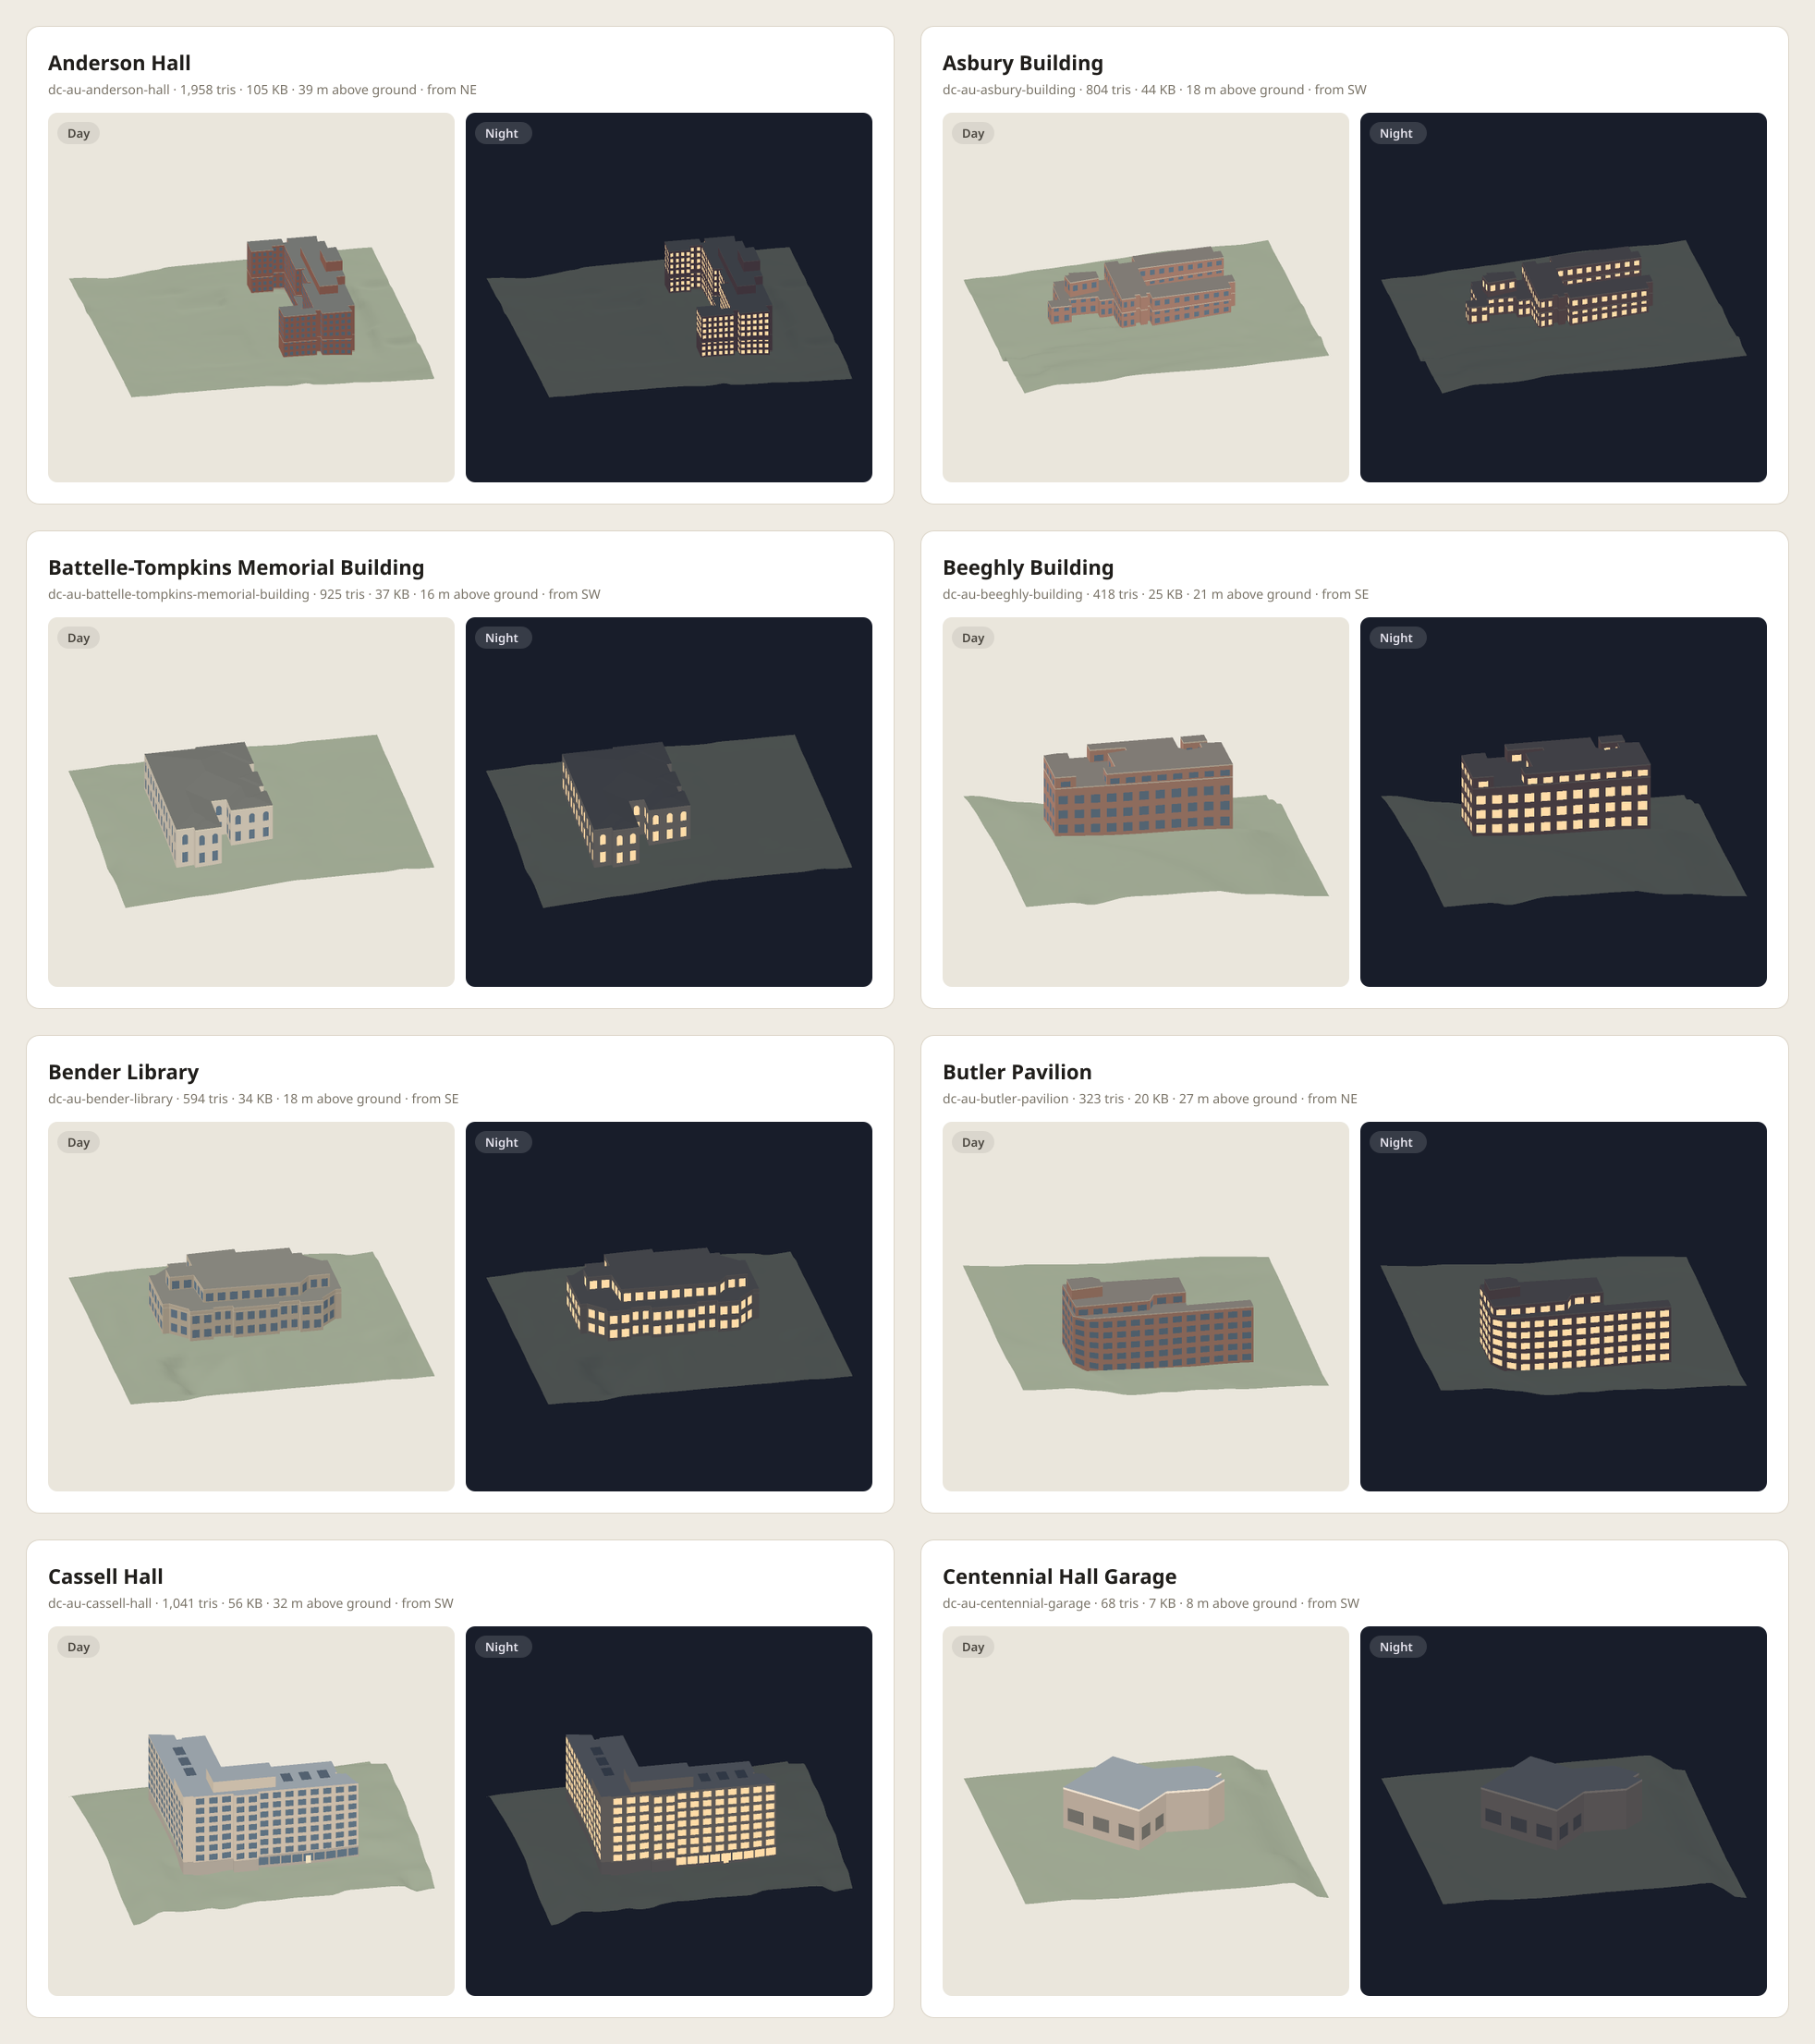 Anderson Hall
dc-au-anderson-hall · 1,958 tris · 105 KB · 39 m above ground · from NE
Day
Night
Asbury Building
dc-au-asbury-building · 804 tris · 44 KB · 18 m above ground · from SW
Day
Night
Battelle-Tompkins Memorial Building
dc-au-battelle-tompkins-memorial-building · 925 tris · 37 KB · 16 m above ground · from SW
Day
Night
Beeghly Building
dc-au-beeghly-building · 418 tris · 25 KB · 21 m above ground · from SE
Day
Night
Bender Library
dc-au-bender-library · 594 tris · 34 KB · 18 m above ground · from SE
Day
Night
Butler Pavilion
dc-au-butler-pavilion · 323 tris · 20 KB · 27 m above ground · from NE
Day
Night
Cassell Hall
dc-au-cassell-hall · 1,041 tris · 56 KB · 32 m above ground · from SW
Day
Night
Centennial Hall Garage
dc-au-centennial-garage · 68 tris · 7 KB · 8 m above ground · from SW
Day
Night